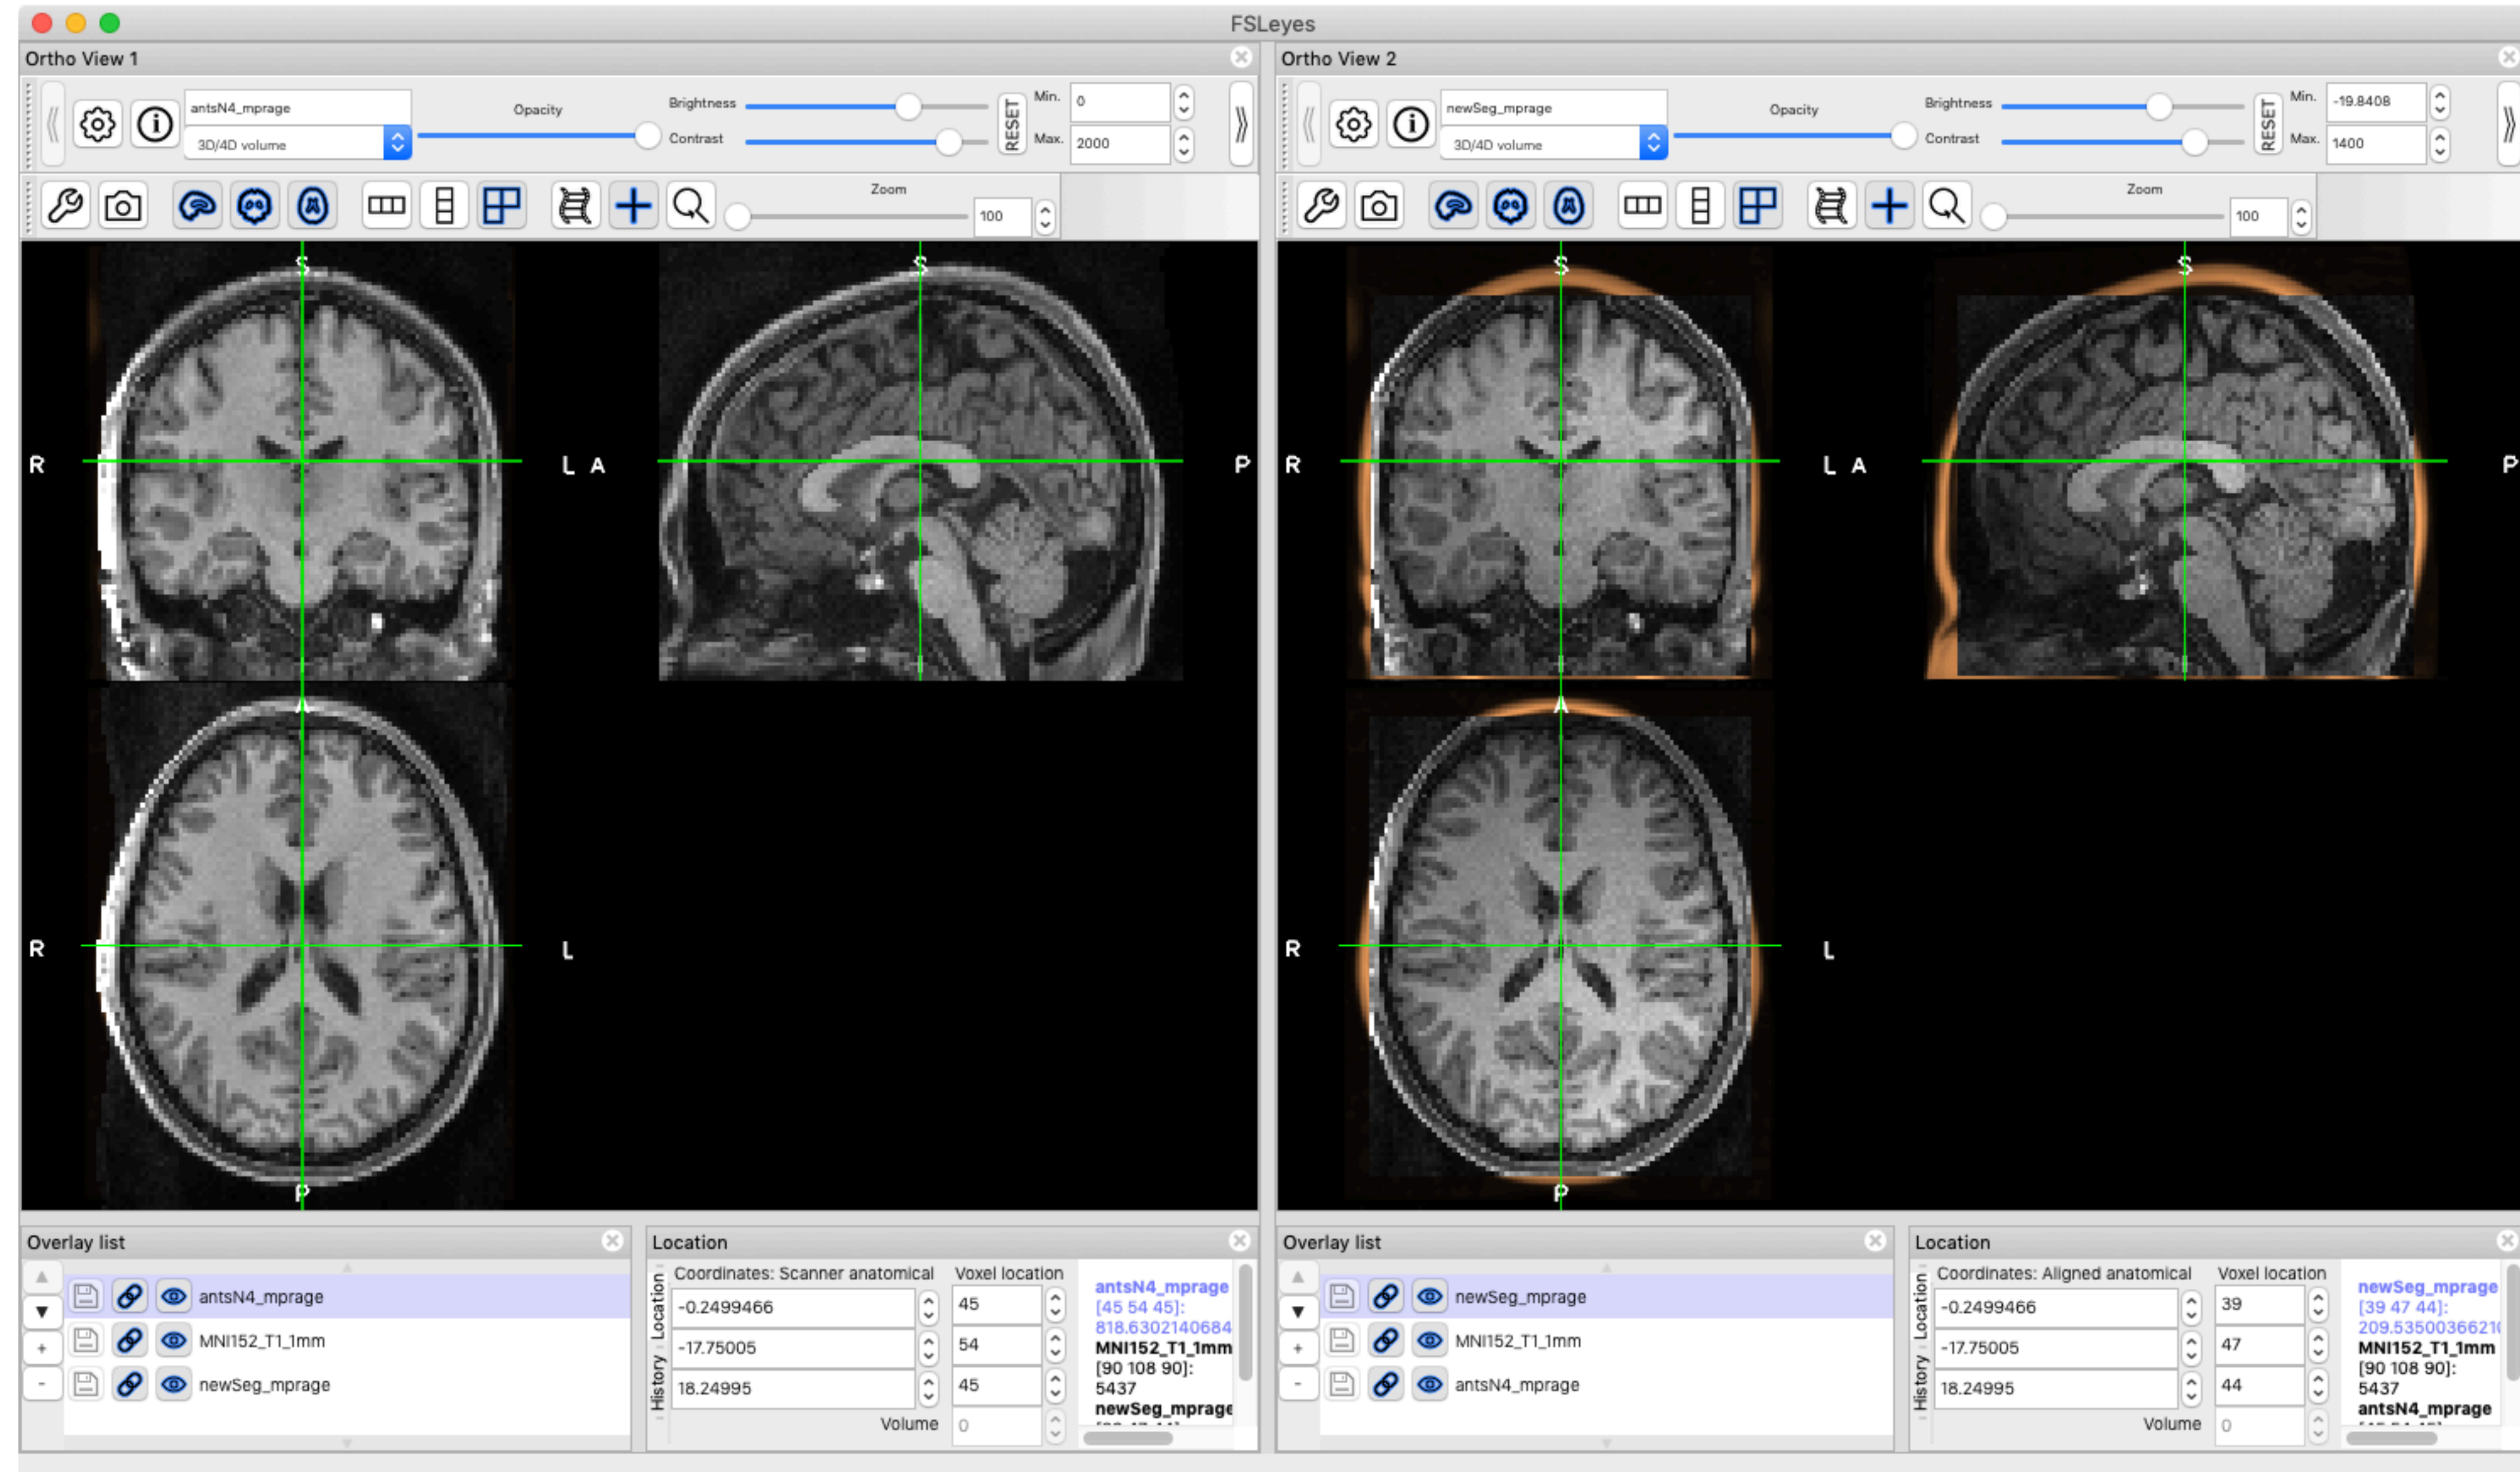 FSLeyes
Ortho View 1
antsN4_mprage
3D/4D volume
Opacity
Brightness
Contrast
RESET
Min. 0
Max. 2000
Zoom
100
S
R
L
A
P
A
R
L
P
Overlay list
antsN4_mprage
MNI152_T1_1mm
newSeg_mprage
Location
History
Location
Coordinates: Scanner anatomical
Voxel location
-0.2499466
45
-17.75005
54
18.24995
45
Volume
0
antsN4_mprage
[45 54 45]:
818.6302140684
MNI152_T1_1mm
[90 108 90]:
5437
newSeg_mprage
Ortho View 2
newSeg_mprage
3D/4D volume
Opacity
Brightness
Contrast
RESET
Min. -19.8408
Max. 1400
Zoom
100
S
S
R
L
A
P
A
R
L
P
Overlay list
newSeg_mprage
MNI152_T1_1mm
antsN4_mprage
Location
History
Location
Coordinates: Aligned anatomical
Voxel location
-0.2499466
39
-17.75005
47
18.24995
44
Volume
0
newSeg_mprage
[39 47 44]:
MNI152_T1_1mm
[90 108 90]:
5437
antsN4_mprage